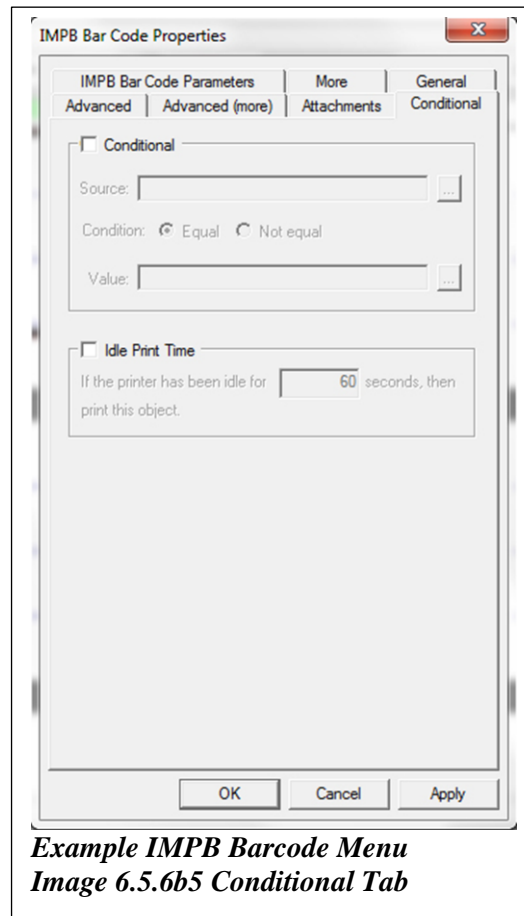 IMPB Bar Code Properties
IMPB Bar Code Parameters More General
Advanced Advanced (more) Attachments Conditional
Conditional
Source: ...
Condition: Equal Not equal
Value: ...
Idle Print Time
If the printer has been idle for 60 seconds, then
print this object.
OK Cancel Apply
Example IMPB Barcode Menu
Image 6.5.6b5 Conditional Tab